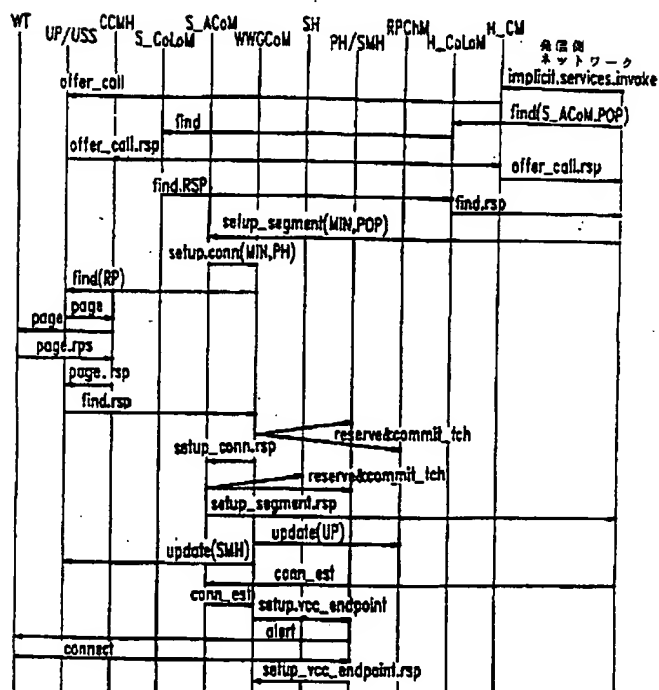 WT
UP/USS
CCMH
S_CoLoM
S_ACoM
WWGCoM
SH
PH/SMH
RPChM
H_CoLoM
H_CM
発信側
ネットワーク
implicit.services.invoke
offer_call
find(S_ACoM.POP)
find
offer_call.rsp
offer_call.rsp
find.RSP
find.rsp
setup_segment(MIN,POP)
setup.conn(MIN,PH)
find(RP)
page
page
page.rps
page.rsp
find.rsp
reserve&commit_tch
setup_conn.rsp
reserve&commit_tch
setup_segment.rsp
update(UP)
update(SMH)
conn_est
conn_est
setup.vcc_endpoint
alert
connect
setup_vcc_endpoint.rsp